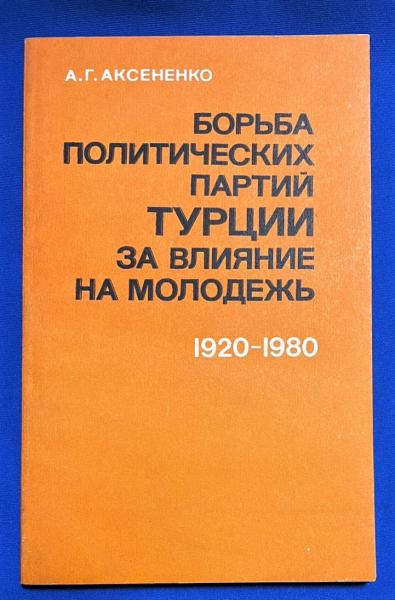 А.Г. АКСЕНЕНКО
БОРЬБА
ПОЛИТИЧЕСКИХ
ПАРТИЙ
ТУРЦИИ
ЗА ВЛИЯНИЕ
НА МОЛОДЕЖЬ
1920-1980